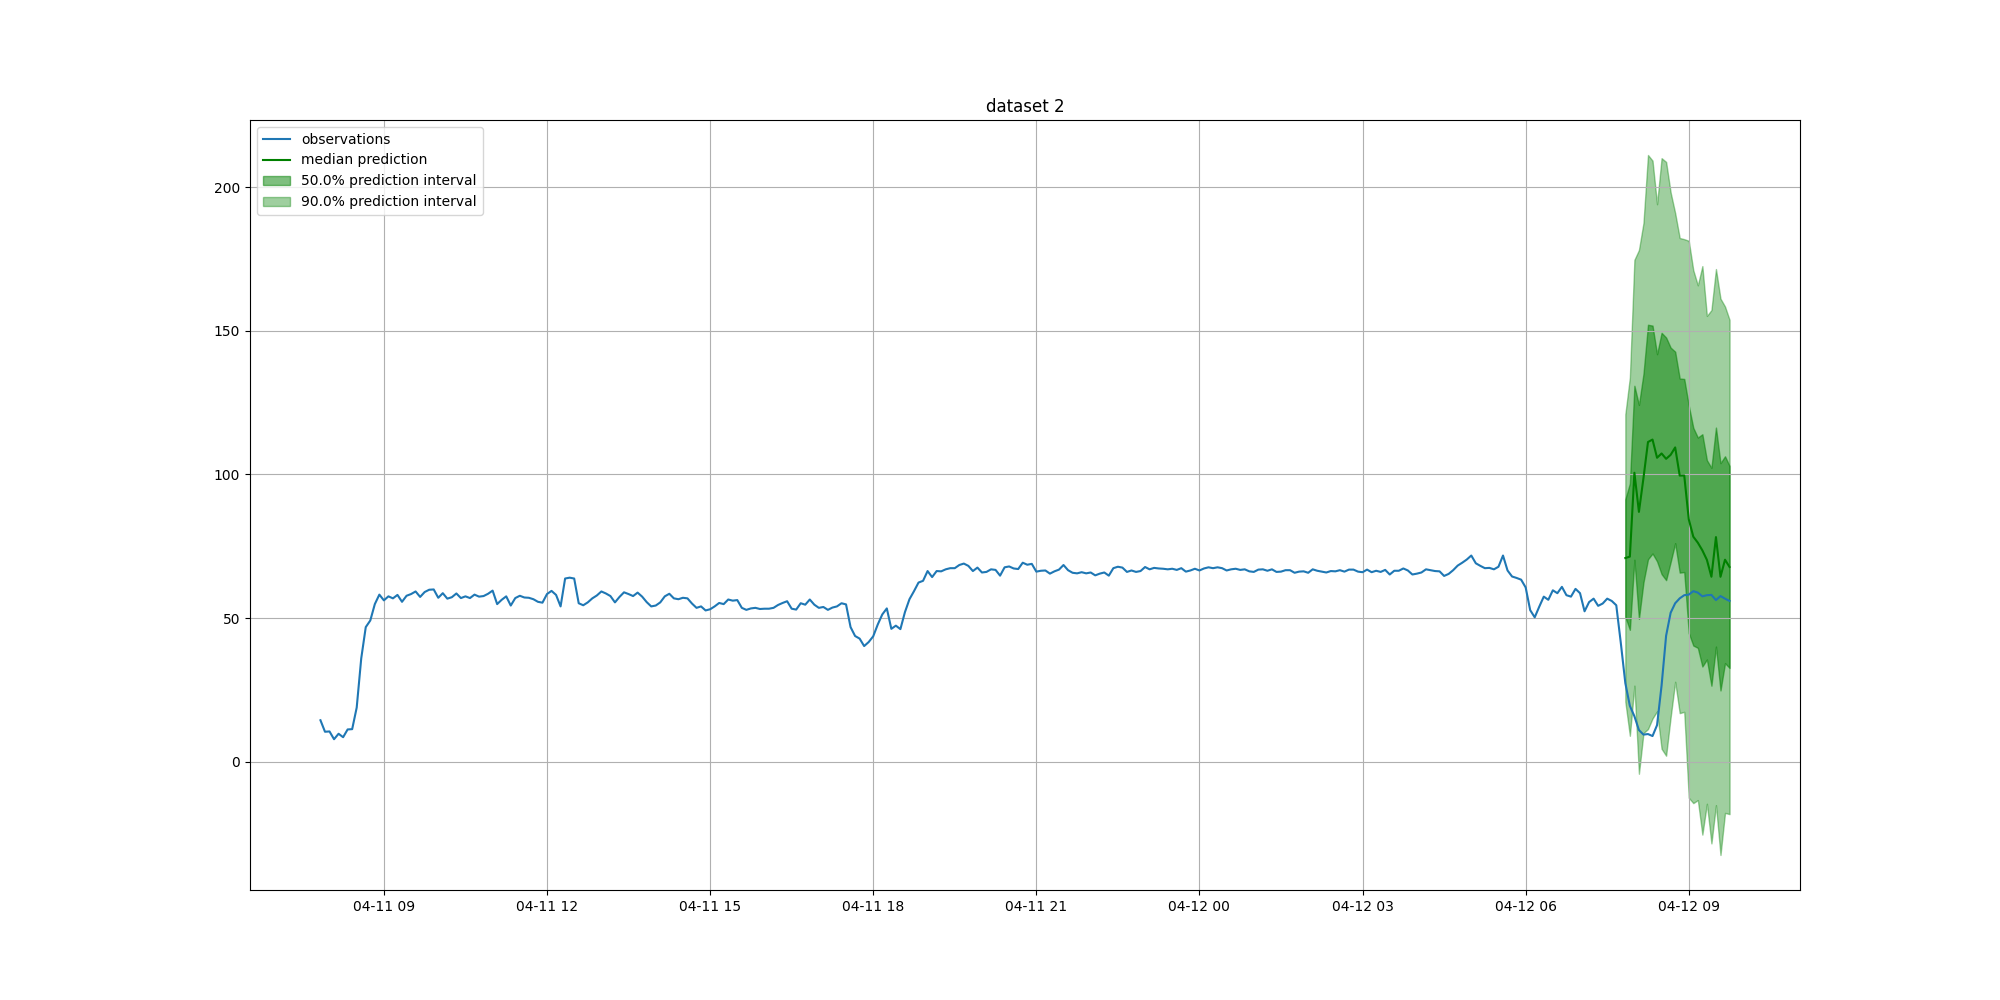 dataset 2
observations
median prediction
50.0% prediction interval
90.0% prediction interval
200
150
100
50
0
04-11 09 04-11 12 04-11 15 04-11 18 04-11 21 04-12 00 04-12 03 04-12 06 04-12 09